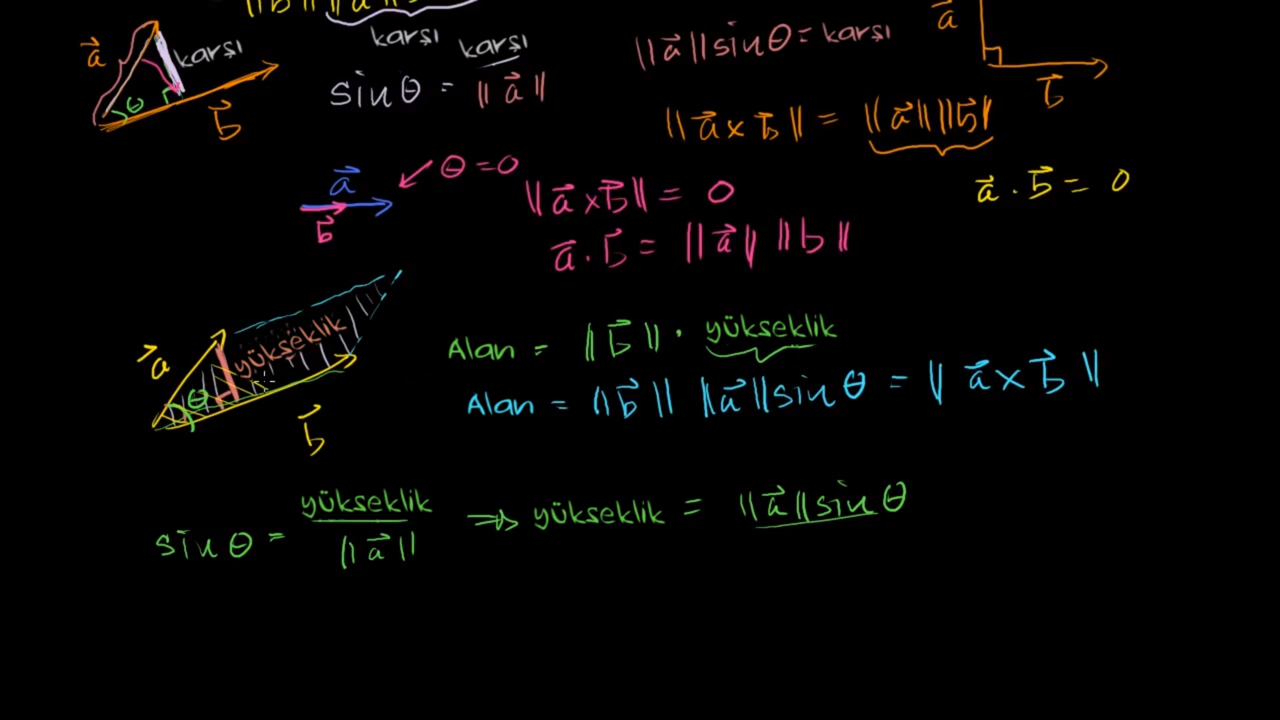 ‖b‖‖a‖
karşı
a⃗ karşı θ b⃗
sinθ = karşı / ‖a⃗‖
‖a⃗‖sinθ = karşı
a⃗
b⃗
‖a⃗ x b⃗‖ = ‖a⃗‖‖b⃗‖
a⃗ . b⃗ = 0
a⃗ θ = 0
b⃗
‖a⃗ x b⃗‖ = 0
a⃗ . b⃗ = ‖a⃗‖ ‖b‖
a⃗ yükseklik θ b⃗
Alan = ‖b⃗‖ . yükseklik
Alan = ‖b⃗‖ ‖a⃗‖sinθ = ‖a⃗ x b⃗‖
sinθ = yükseklik / ‖a⃗‖ ⇒ yükseklik = ‖a⃗‖sinθ